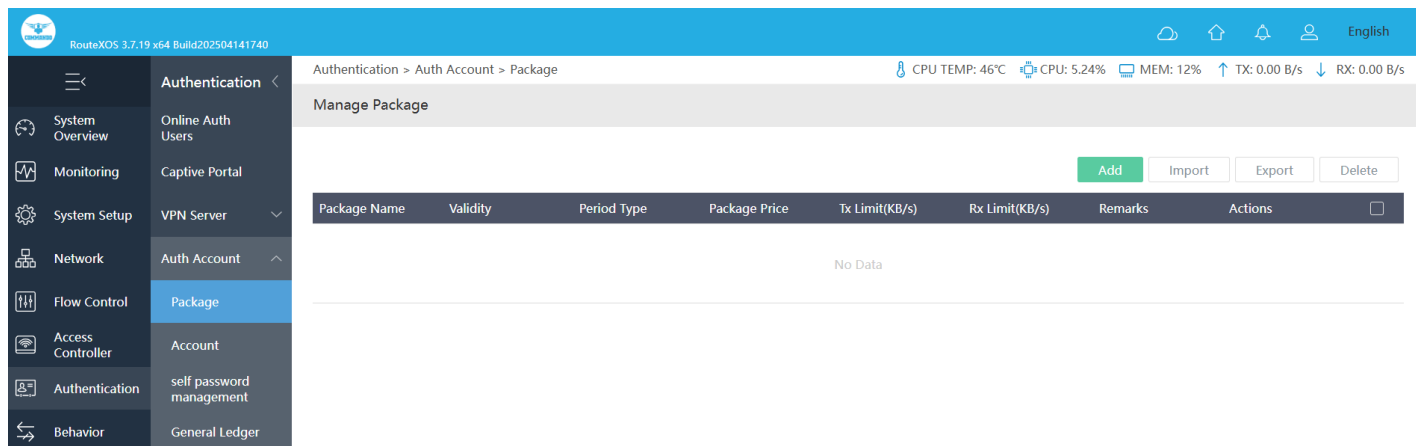 COMMANDO
RouteXOS 3.7.19 x64 Build202504141740
English
Authentication
Authentication > Auth Account > Package
CPU TEMP: 46℃
CPU: 5.24%
MEM: 12%
TX: 0.00 B/s
RX: 0.00 B/s
Manage Package
System
Overview
Monitoring
System Setup
Network
Flow Control
Access
Controller
Authentication
Behavior
Online Auth
Users
Captive Portal
VPN Server
Auth Account
Package
Account
self password
management
General Ledger
Add
Import
Export
Delete
Package Name
Validity
Period Type
Package Price
Tx Limit(KB/s)
Rx Limit(KB/s)
Remarks
Actions
No Data